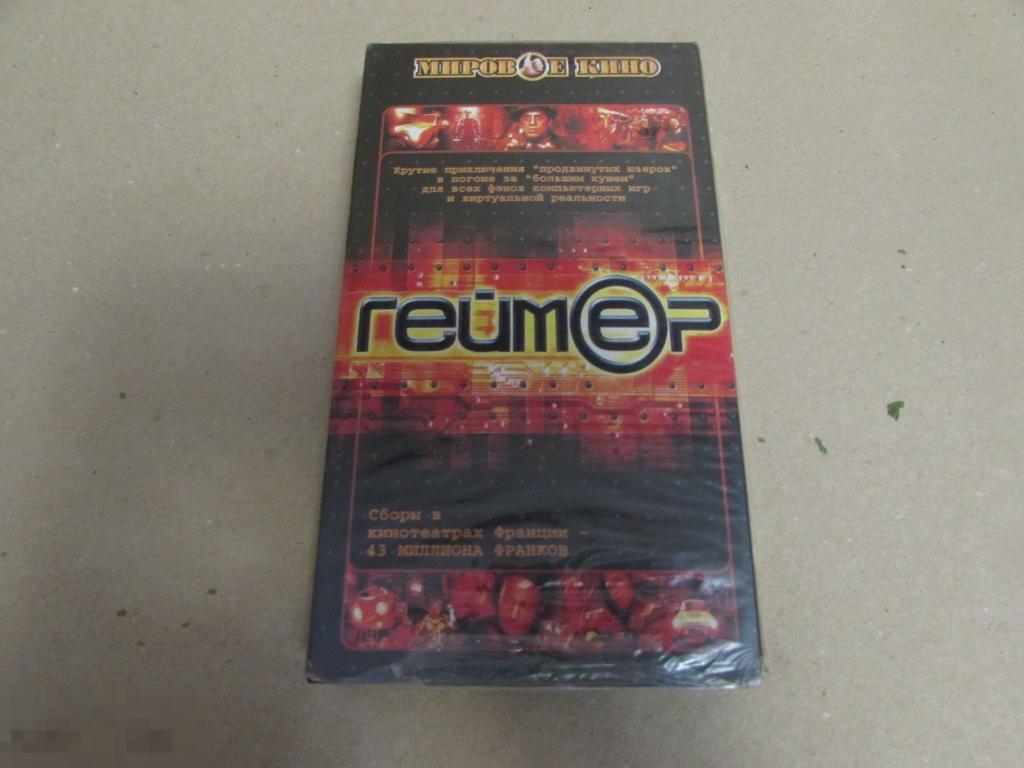 МИРОВОЕ КИНО
Крутые приключения "продвинутых юзеров"
в погоне за "большим кушем"
для всех фэнов компьютерных игр
и виртуальной реальности
геймер
Сборы в
кинотеатрах Франции -
43 МИЛЛИОНА ФРАНКОВ